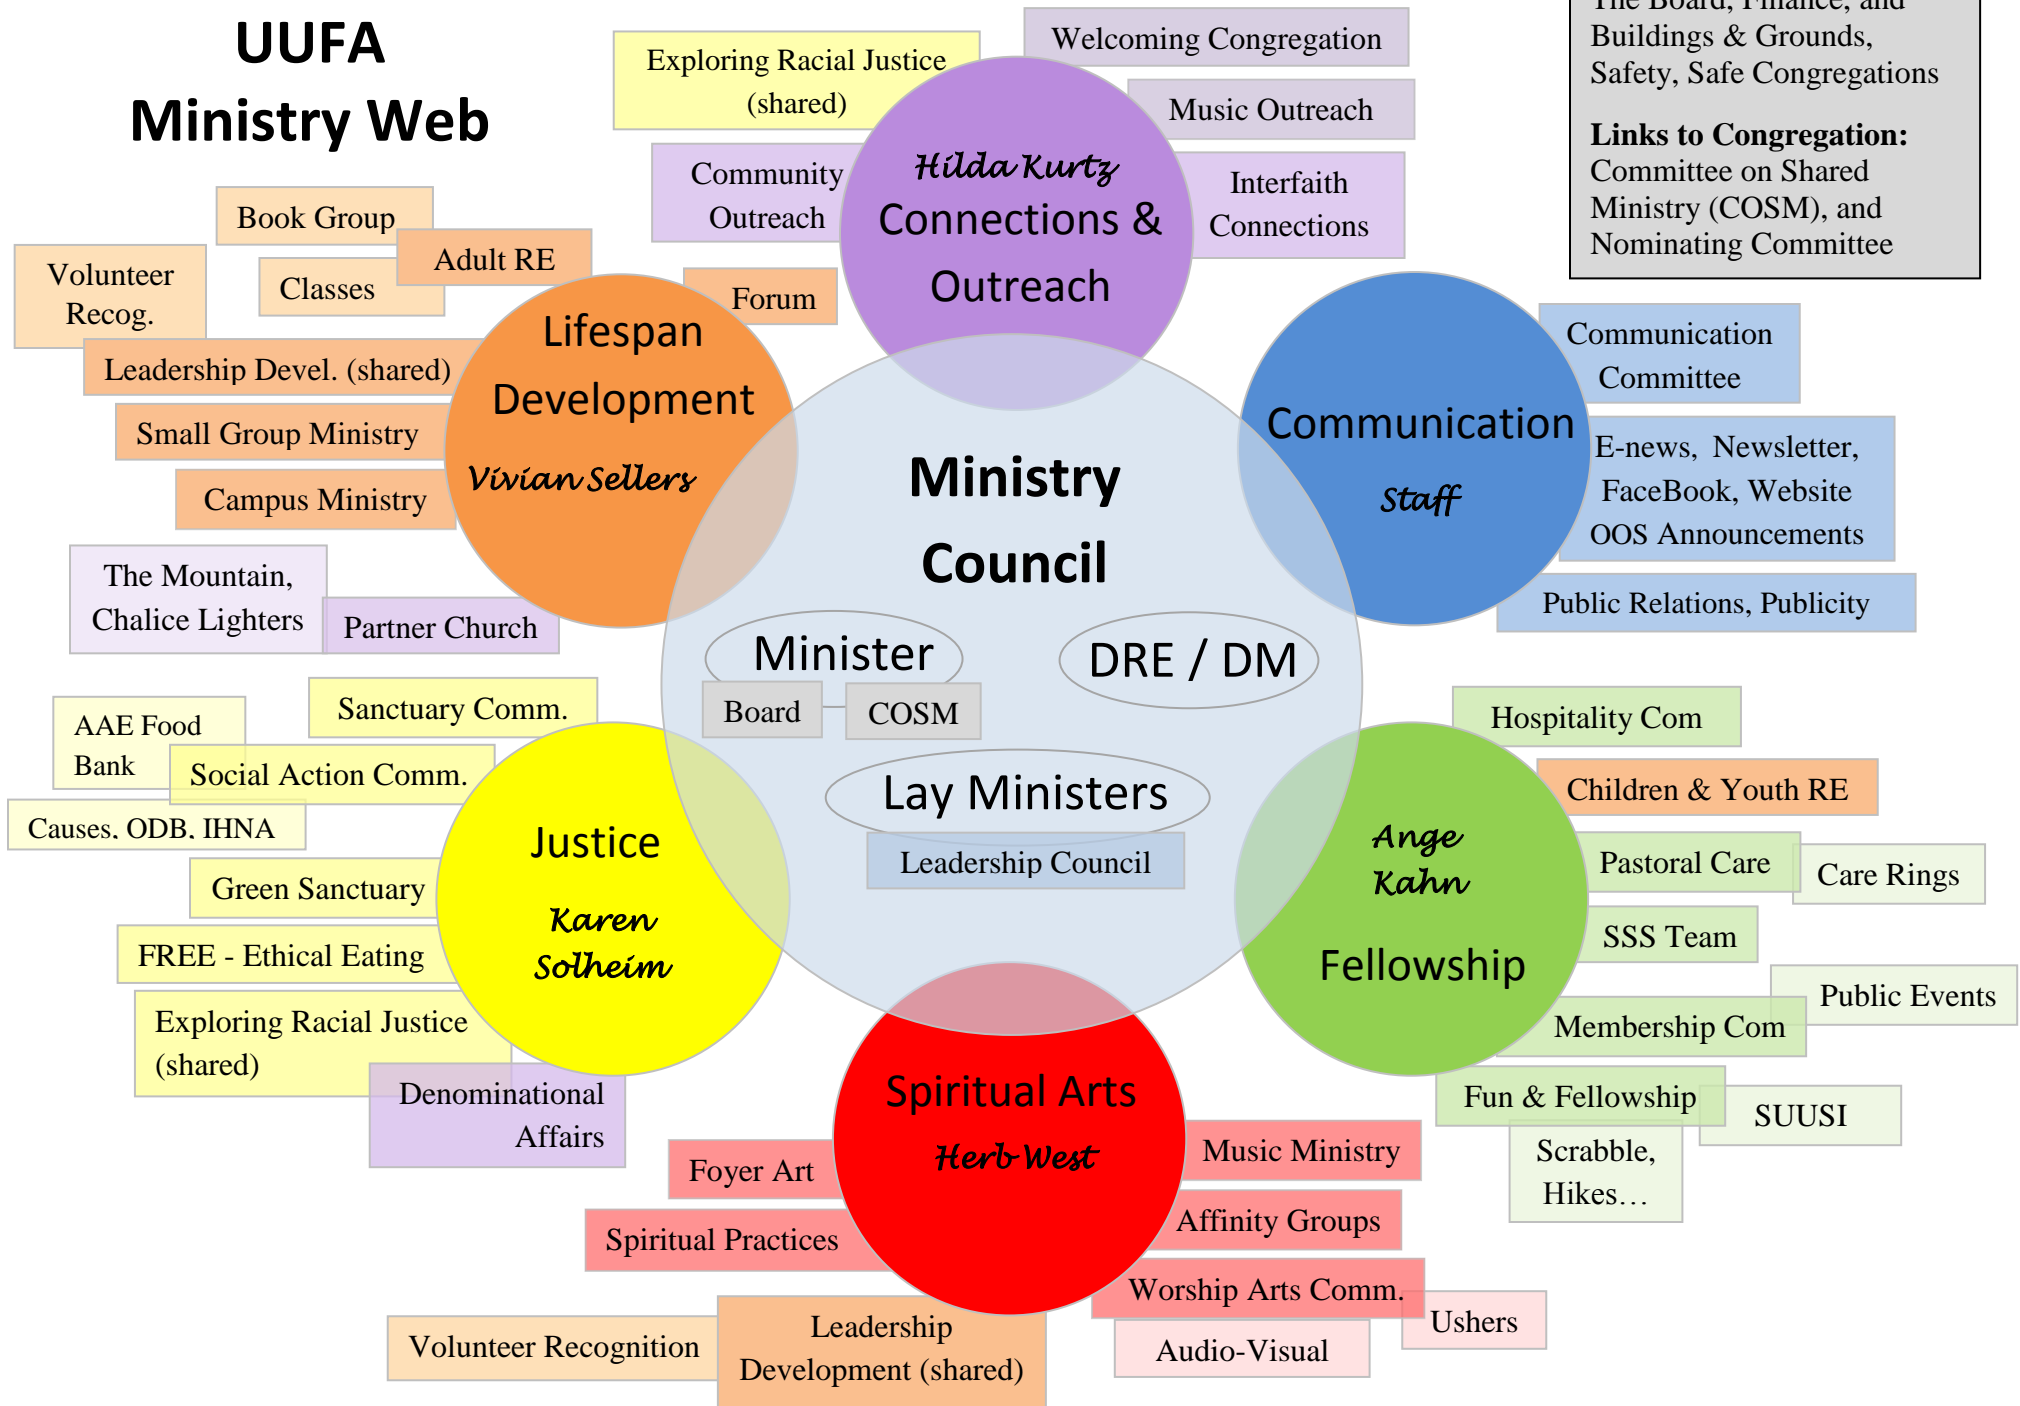 UUFA
Ministry Web
The Board, Finance, and
Buildings & Grounds,
Safety, Safe Congregations
Links to Congregation:
Committee on Shared
Ministry (COSM), and
Nominating Committee
Exploring Racial Justice
(shared)
Welcoming Congregation
Music Outreach
Community
Outreach
Interfaith
Connections
Hilda Kurtz
Connections &
Outreach
Book Group
Adult RE
Classes
Volunteer
Recog.
Forum
Leadership Devel. (shared)
Small Group Ministry
Campus Ministry
Lifespan
Development
Vivian Sellers
The Mountain,
Chalice Lighters
Partner Church
Communication
Staff
Communication
Committee
E-news, Newsletter,
FaceBook, Website
OOS Announcements
Public Relations, Publicity
Ministry
Council
Minister
Board
COSM
DRE / DM
Lay Ministers
Leadership Council
Sanctuary Comm.
AAE Food
Bank
Social Action Comm.
Causes, ODB, IHNA
Green Sanctuary
FREE - Ethical Eating
Exploring Racial Justice
(shared)
Denominational
Affairs
Justice
Karen
Solheim
Hospitality Com
Children & Youth RE
Pastoral Care
Care Rings
SSS Team
Public Events
Membership Com
Fun & Fellowship
SUUSI
Scrabble,
Hikes…
Ange
Kahn
Fellowship
Spiritual Arts
Herb West
Foyer Art
Spiritual Practices
Volunteer Recognition
Leadership
Development (shared)
Music Ministry
Affinity Groups
Worship Arts Comm.
Ushers
Audio-Visual